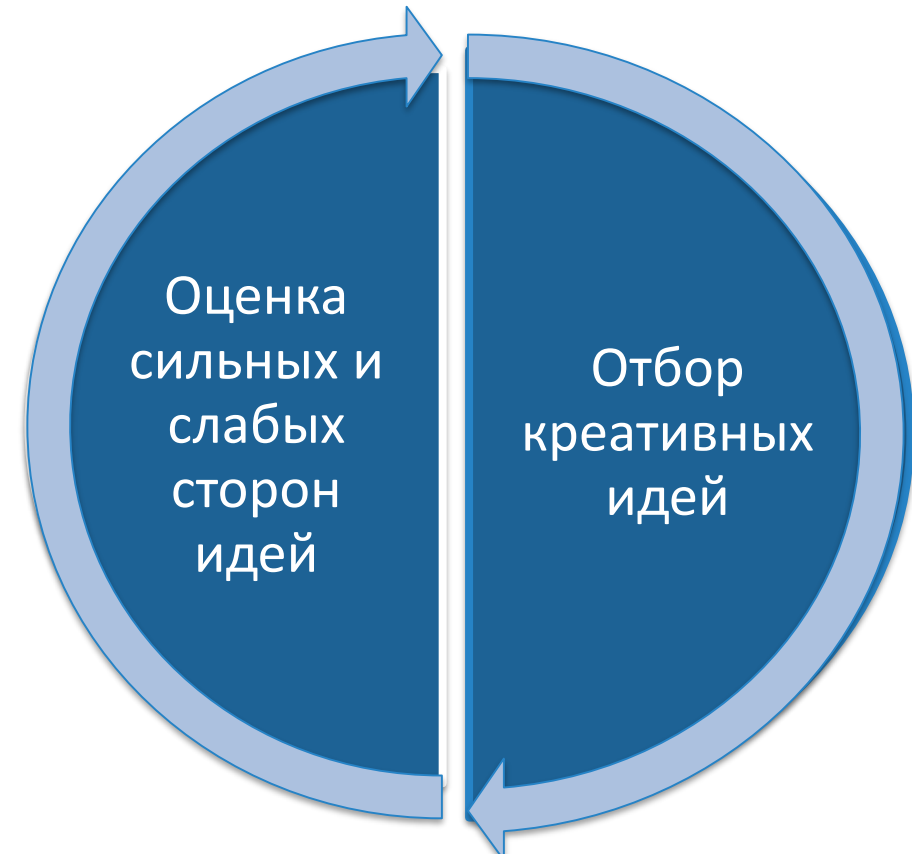 Оценка
сильных и
слабых
сторон
идей
Отбор
креативных
идей